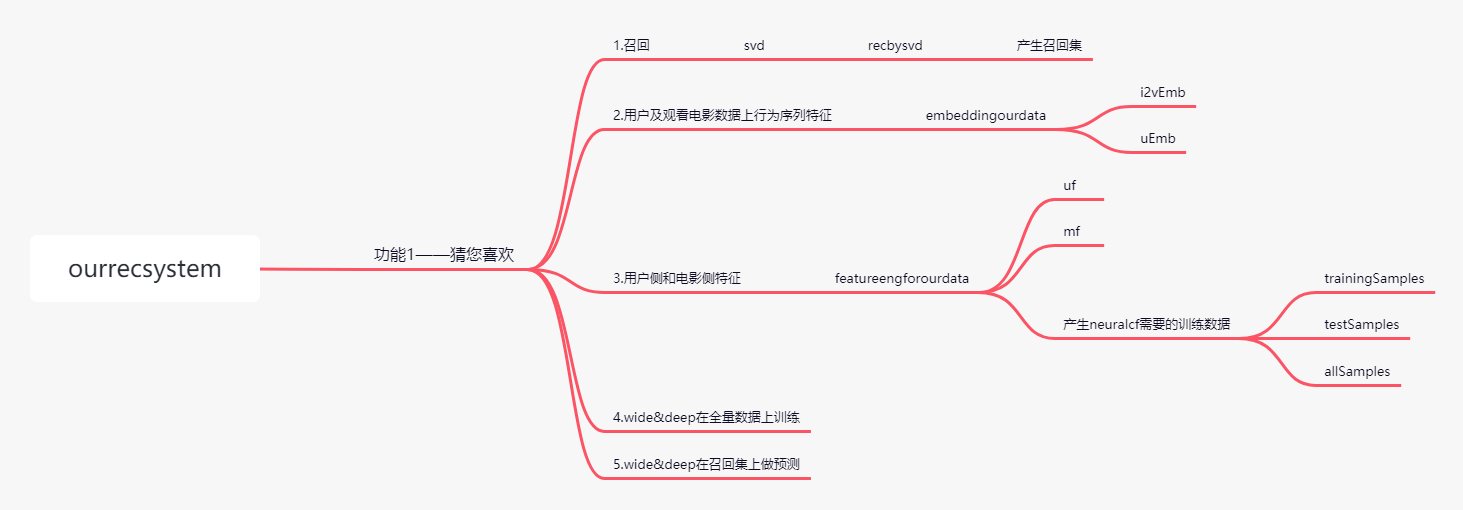 ourrecsystem
功能1——猜您喜欢
1.召回
svd
recbysvd
产生召回集
2.用户及观看电影数据上行为序列特征
embeddingourdata
i2vEmb
uEmb
3.用户侧和电影侧特征
featureengforourdata
uf
mf
产生neuralcf需要的训练数据
trainingSamples
testSamples
allSamples
4.wide&deep在全量数据上训练
5.wide&deep在召回集上做预测